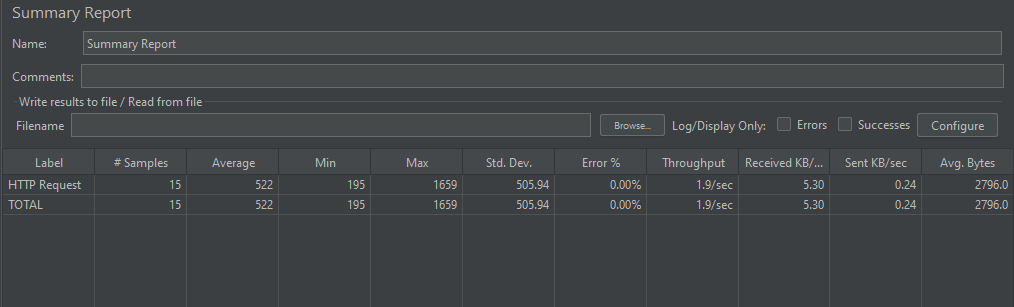 Summary Report
Name: Summary Report
Comments:
Write results to file / Read from file
Filename Browse... Log/Display Only: Errors Successes Configure
Label # Samples Average Min Max Std. Dev. Error % Throughput Received KB/... Sent KB/sec Avg. Bytes
HTTP Request 15 522 195 1659 505.94 0.00% 1.9/sec 5.30 0.24 2796.0
TOTAL 15 522 195 1659 505.94 0.00% 1.9/sec 5.30 0.24 2796.0